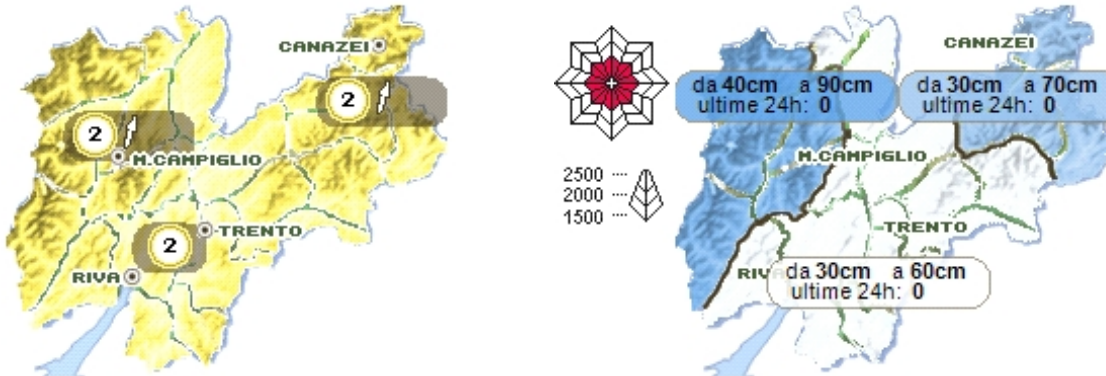 CANAZEI
2
2
M.CAMPIGLIO
2
TRENTO
RIVA
CANAZEI
da 40cm a 90cm
ultime 24h: 0
da 30cm a 70cm
ultime 24h: 0
M.CAMPIGLIO
2500
2000
1500
TRENTO
RIVA
da 30cm a 60cm
ultime 24h: 0